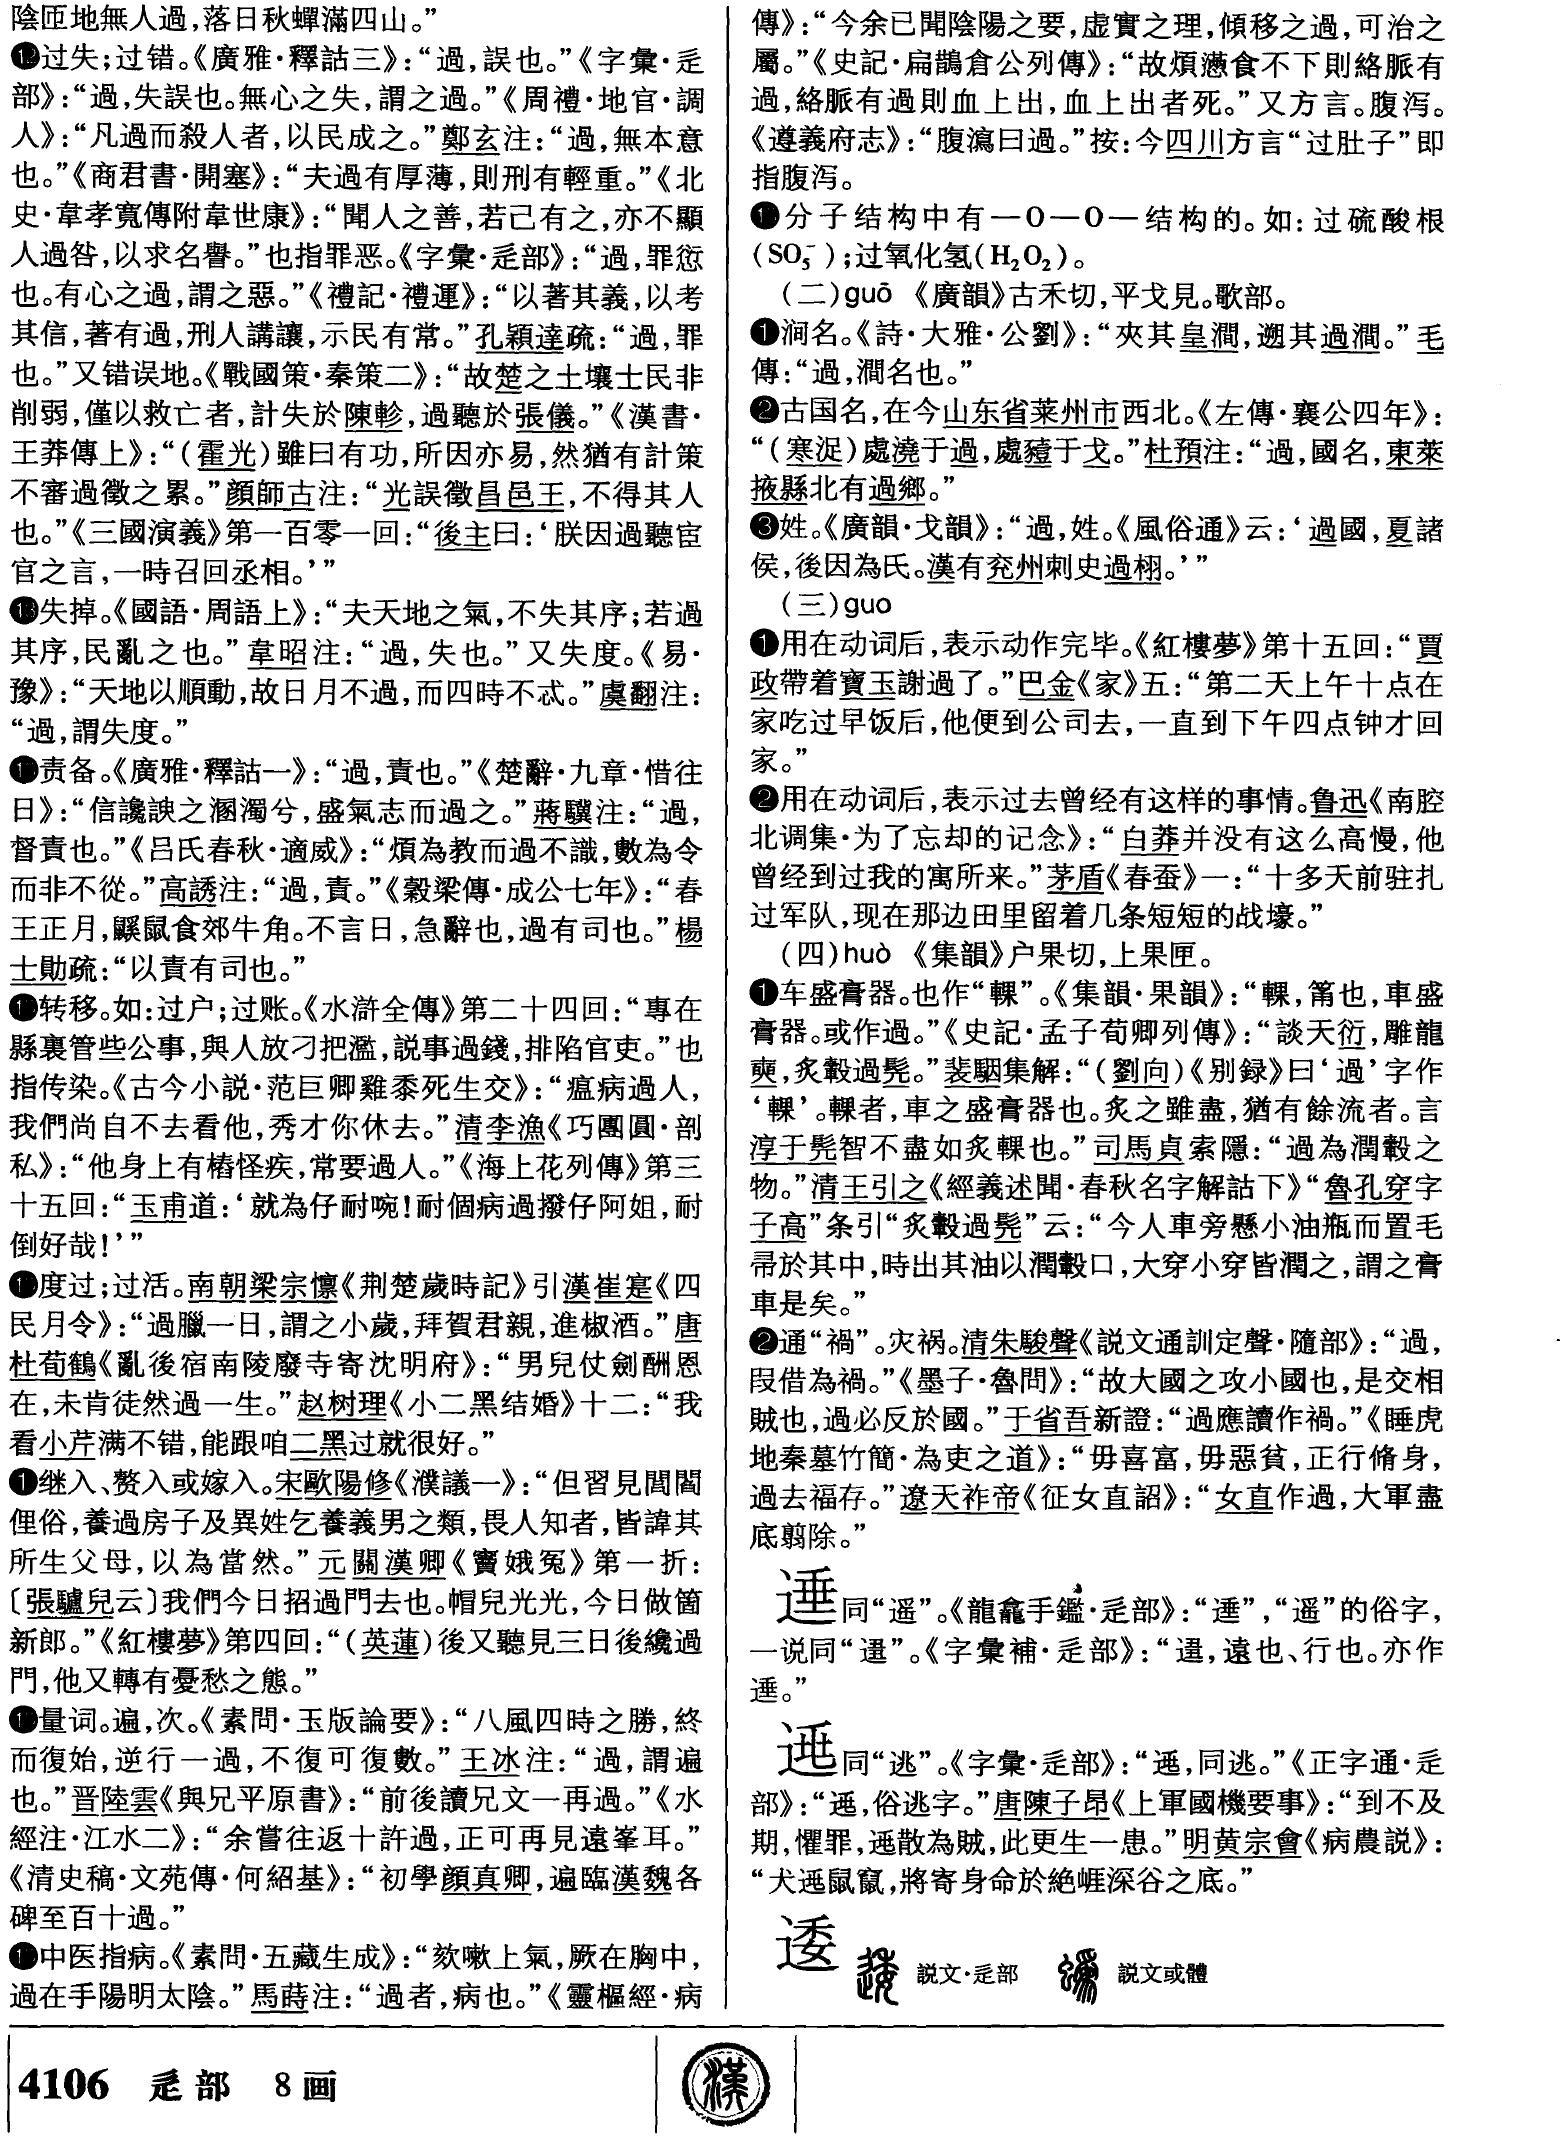 陰匝地無人過，落日秋蟬滿四山。”
⓬过失；过错。《廣雅·釋詁三》：“過，誤也。”《字彙·辵
部》：“過，失誤也。無心之失，謂之過。”《周禮·地官·調
人》：“凡過而殺人者，以民成之。”鄭玄注：“過，無本意
也。”《商君書·開塞》：“夫過有厚薄，則刑有輕重。”《北
史·韋孝寬傳附韋世康》：“聞人之善，若己有之，亦不顯
人過咎，以求名譽。”也指罪恶。《字彙·辵部》：“過，罪愆
也。有心之過，謂之惡。”《禮記·禮運》：“以著其義，以考
其信，著有過，刑人講讓，示民有常。”孔穎達疏：“過，罪
也。”又错误地。《戰國策·秦策二》：“故楚之土壤士民非
削弱，僅以救亡者，計失於陳軫，過聽於張儀。”《漢書·
王莽傳上》：“（霍光）雖曰有功，所因亦易，然猶有計策
不審過徵之累。”顔師古注：“光誤徵昌邑王，不得其人
也。”《三國演義》第一百零一回：“後主曰：‘朕因過聽宦
官之言，一時召回丞相。’”
⓭失掉。《國語·周語上》：“夫天地之氣，不失其序；若過
其序，民亂之也。”韋昭注：“過，失也。”又失度。《易·
豫》：“天地以順動，故日月不過，而四時不忒。”虞翻注：
“過，謂失度。”
⓮责备。《廣雅·釋詁一》：“過，責也。”《楚辭·九章·惜往
日》：“信讒諛之溷濁兮，盛氣志而過之。”蔣驥注：“過，
督責也。”《吕氏春秋·適威》：“煩為教而過不識，數為令
而非不從。”高誘注：“過，責。”《穀梁傳·成公七年》：“春
王正月，鼷鼠食郊牛角。不言日，急辭也，過有司也。”楊
士勛疏：“以責有司也。”
⓯转移。如：过户；过账。《水滸全傳》第二十四回：“專在
縣裏管些公事，與人放刁把濫，説事過錢，排陷官吏。”也
指传染。《古今小説·范巨卿雞黍死生交》：“瘟病過人，
我們尚自不去看他，秀才你休去。”清李漁《巧團圓·剖
私》：“他身上有樁怪疾，常要過人。”《海上花列傳》第三
十五回：“玉甫道：‘就為仔耐啘！耐個病過撥仔阿姐，耐
倒好哉！’”
⓰度过；过活。南朝梁宗懔《荆楚歲時記》引漢崔寔《四
民月令》：“過臘一日，謂之小歲，拜賀君親，進椒酒。”唐
杜荀鶴《亂後宿南陵廢寺寄沈明府》：“男兒仗劍酬恩
在，未肯徒然過一生。”赵树理《小二黑结婚》十二：“我
看小芹满不错，能跟咱二黑过就很好。”
⓱继入、赘入或嫁入。宋歐陽修《濮議一》：“但習見閭閻
俚俗，養過房子及異姓乞養義男之類，畏人知者，皆諱其
所生父母，以為當然。”元關漢卿《竇娥冤》第一折：
〔張驢兒云〕我們今日招過門去也。帽兒光光，今日做箇
新郎。”《紅樓夢》第四回：“（英蓮）後又聽見三日後纔過
門，他又轉有憂愁之態。”
⓲量词。遍，次。《素問·玉版論要》：“八風四時之勝，終
而復始，逆行一過，不復可復數。”王冰注：“過，謂遍
也。”晋陸雲《與兄平原書》：“前後讀兄文一再過。”《水
經注·江水二》：“余嘗往返十許過，正可再見遠峯耳。”
《清史稿·文苑傳·何紹基》：“初學顔真卿，遍臨漢魏各
碑至百十過。”
⓳中医指病。《素問·五藏生成》：“欬嗽上氣，厥在胸中，
過在手陽明太陰。”馬蒔注：“過者，病也。”《靈樞經·病
傳》：“今余已聞陰陽之要，虚實之理，傾移之過，可治之
屬。”《史記·扁鵲倉公列傳》：“故煩懣食不下則絡脈有
過，絡脈有過則血上出，血上出者死。”又方言。腹泻。
《遵義府志》：“腹瀉曰過。”按：今四川方言“过肚子”即
指腹泻。
⓴分子结构中有—O—O—结构的。如：过硫酸根
（SO₅⁻）；过氧化氢（H₂O₂）。
（二）guō 《廣韻》古禾切，平戈見。歌部。
❶涧名。《詩·大雅·公劉》：“夾其皇澗，遡其過澗。”毛
傳：“過，澗名也。”
❷古国名，在今山东省莱州市西北。《左傳·襄公四年》：
“（寒浞）處澆于過，處豷于戈。”杜預注：“過，國名，東萊
掖縣北有過鄉。”
❸姓。《廣韻·戈韻》：“過，姓。《風俗通》云：‘過國，夏諸
侯，後因為氏。漢有兖州刺史過栩。’”
（三）guo
❶用在动词后，表示动作完毕。《紅樓夢》第十五回：“賈
政帶着寶玉謝過了。”巴金《家》五：“第二天上午十点在
家吃过早饭后，他便到公司去，一直到下午四点钟才回
家。”
❷用在动词后，表示过去曾经有这样的事情。鲁迅《南腔
北调集·为了忘却的记念》：“白莽并没有这么高慢，他
曾经到过我的寓所来。”茅盾《春蚕》一：“十多天前驻扎
过军队，现在那边田里留着几条短短的战壕。”
（四）huò 《集韻》户果切，上果匣。
❶车盛膏器。也作“輠”。《集韻·果韻》：“輠，筩也，車盛
膏器。或作過。”《史記·孟子荀卿列傳》：“談天衍，雕龍
奭，炙轂過髡。”裴駰集解：“（劉向）《别録》曰‘過’字作
‘輠’。輠者，車之盛膏器也。炙之雖盡，猶有餘流者。言
淳于髡智不盡如炙輠也。”司馬貞索隱：“過為潤轂之
物。”清王引之《經義述聞·春秋名字解詁下》“魯孔穿字
子高”条引“炙轂過髡”云：“今人車旁懸小油瓶而置毛
帚於其中，時出其油以潤轂口，大穿小穿皆潤之，謂之膏
車是矣。”
❷通“禍”。灾祸。清朱駿聲《説文通訓定聲·隨部》：“過，
叚借為禍。”《墨子·魯問》：“故大國之攻小國也，是交相
賊也，過必反於國。”于省吾新證：“過應讀作禍。”《睡虎
地秦墓竹簡·為吏之道》：“毋喜富，毋惡貧，正行脩身，
過去福存。”遼天祚帝《征女直詔》：“女直作過，大軍盡
底翦除。”
䢦同“遥”。《龍龕手鑑·辵部》：“䢦”，“遥”的俗字，
一说同“𨓱”。《字彙補·辵部》：“𨓱，遠也、行也。亦作
䢦。”
𨓫同“逃”。《字彙·辵部》：“𨓫，同逃。”《正字通·辵
部》：“𨓫，俗逃字。”唐陳子昂《上軍國機要事》：“到不及
期，懼罪，𨓫散為賊，此更生一患。”明黄宗會《病農説》：
“犬𨓫鼠竄，將寄身命於絶崕深谷之底。”
逶 説文·辵部 説文或體
4106 辵部 8画
漢